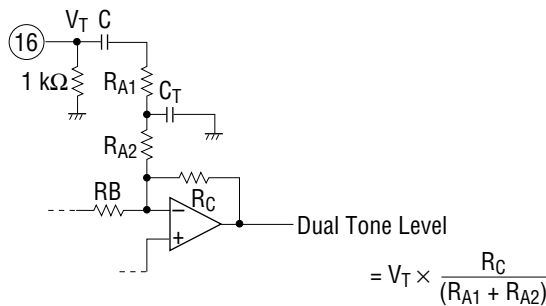 V_T C
16
1 kΩ
R_A1
C_T
R_A2
RB
R_C
−
+
Dual Tone Level
= V_T × R_C / (R_A1 + R_A2)